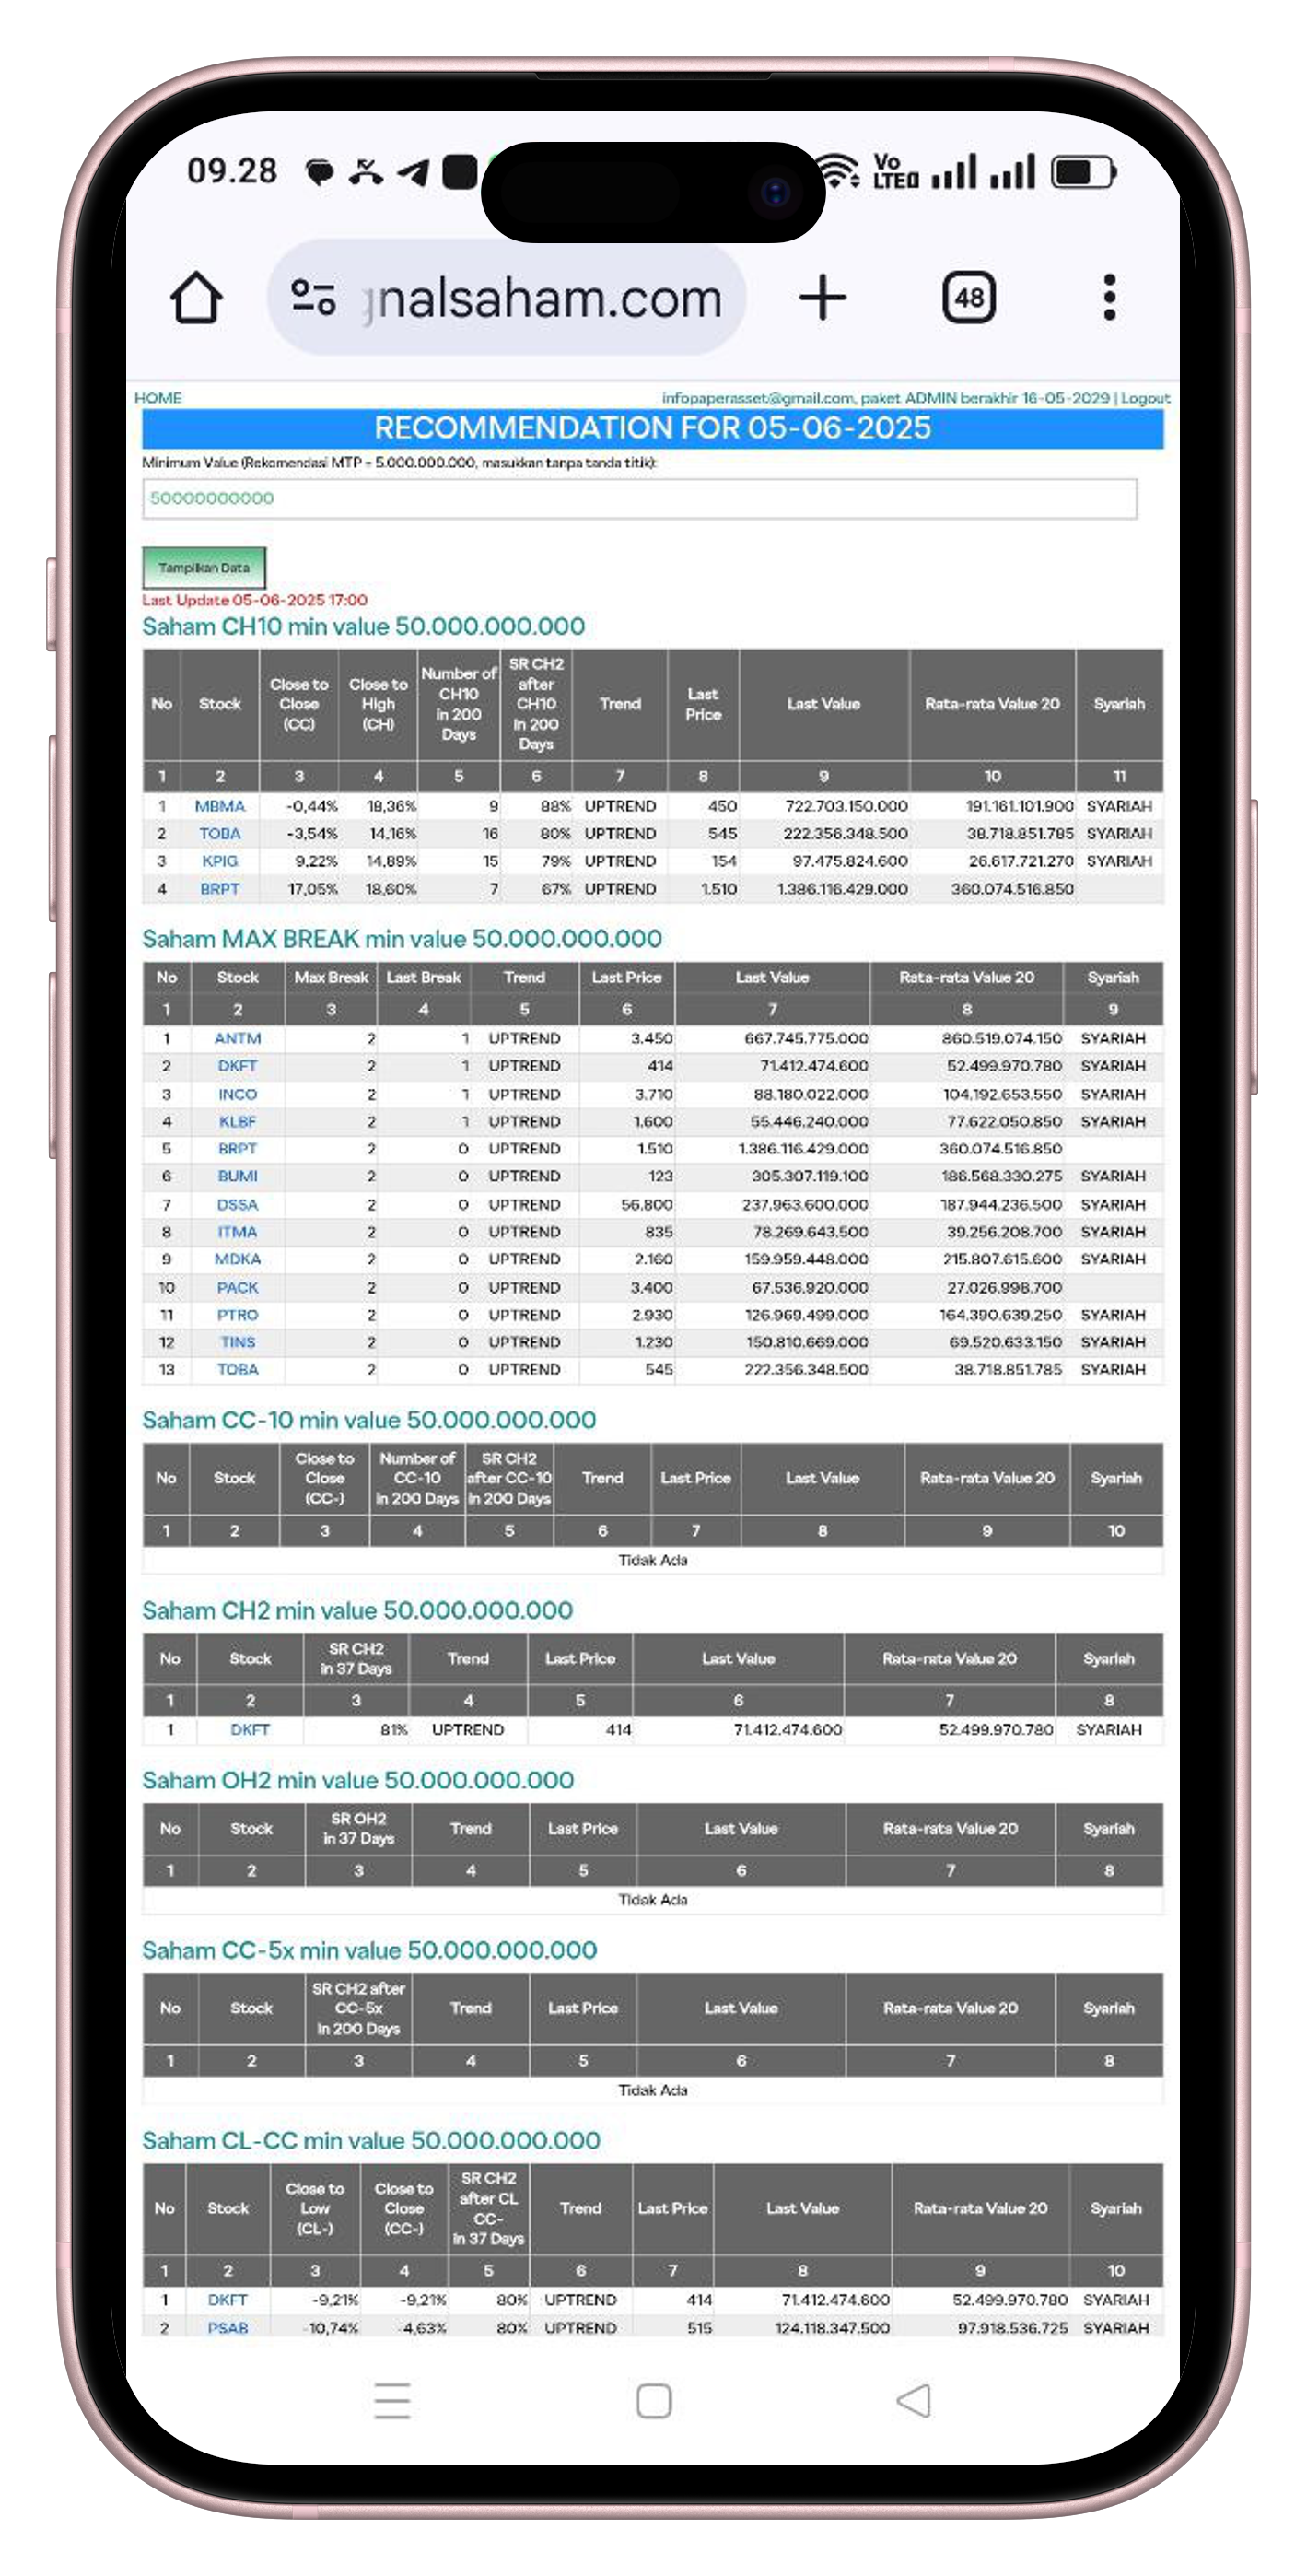 09.28 Vo LTE
gnalsaham.com 48
HOME infopaperasset@gmail.com, paket ADMIN berakhir 16-05-2029 | Logout
RECOMMENDATION FOR 05-06-2025
Minimum Value (Rekomendasi MTP = 5.000.000.000, masukkan tanpa tanda titik):
50000000000
Tampilkan Data
Last Update 05-06-2025 17:00
Saham CH10 min value 50.000.000.000
No Stock Close to Close (CC) Close to High (CH) Number of CH10 in 200 Days SR CH2 after CH10 in 200 Days Trend Last Price Last Value Rata-rata Value 20 Syariah
1 2 3 4 5 6 7 8 9 10 11
1 MBMA -0,44% 18,36% 9 88% UPTREND 450 722.703.150.000 191.161.101.900 SYARIAH
2 TOBA -3,54% 14,16% 16 80% UPTREND 545 222.356.348.500 38.718.851.785 SYARIAH
3 KPIG 9,22% 14,89% 15 79% UPTREND 154 97.475.824.600 26.617.721.270 SYARIAH
4 BRPT 17,05% 18,60% 7 67% UPTREND 1.510 1.386.116.429.000 360.074.516.850
Saham MAX BREAK min value 50.000.000.000
No Stock Max Break Last Break Trend Last Price Last Value Rata-rata Value 20 Syariah
1 2 3 4 5 6 7 8 9
1 ANTM 2 1 UPTREND 3.450 667.745.775.000 860.519.074.150 SYARIAH
2 DKFT 2 1 UPTREND 414 71.412.474.600 52.499.970.780 SYARIAH
3 INCO 2 1 UPTREND 3.710 88.180.022.000 104.192.653.550 SYARIAH
4 KLBF 2 1 UPTREND 1.600 55.446.240.000 77.622.050.850 SYARIAH
5 BRPT 2 0 UPTREND 1.510 1.386.116.429.000 360.074.516.850
6 BUMI 2 0 UPTREND 123 305.307.119.100 186.568.330.275 SYARIAH
7 DSSA 2 0 UPTREND 56.800 237.963.600.000 187.944.236.500 SYARIAH
8 ITMA 2 0 UPTREND 835 78.269.643.500 39.256.208.700 SYARIAH
9 MDKA 2 0 UPTREND 2.160 159.959.448.000 215.807.615.600 SYARIAH
10 PACK 2 0 UPTREND 3.400 67.536.920.000 27.026.998.700
11 PTRO 2 0 UPTREND 2.930 126.969.499.000 164.390.639.250 SYARIAH
12 TINS 2 0 UPTREND 1.230 150.810.669.000 69.520.633.150 SYARIAH
13 TOBA 2 0 UPTREND 545 222.356.348.500 38.718.851.785 SYARIAH
Saham CC-10 min value 50.000.000.000
No Stock Close to Close (CC-) Number of CC-10 in 200 Days SR CH2 after CC-10 in 200 Days Trend Last Price Last Value Rata-rata Value 20 Syariah
1 2 3 4 5 6 7 8 9 10
Tidak Ada
Saham CH2 min value 50.000.000.000
No Stock SR CH2 in 37 Days Trend Last Price Last Value Rata-rata Value 20 Syariah
1 2 3 4 5 6 7 8
1 DKFT 81% UPTREND 414 71.412.474.600 52.499.970.780 SYARIAH
Saham OH2 min value 50.000.000.000
No Stock SR OH2 in 37 Days Trend Last Price Last Value Rata-rata Value 20 Syariah
1 2 3 4 5 6 7 8
Tidak Ada
Saham CC-5x min value 50.000.000.000
No Stock SR CH2 after CC-5x in 200 Days Trend Last Price Last Value Rata-rata Value 20 Syariah
1 2 3 4 5 6 7 8
Tidak Ada
Saham CL-CC min value 50.000.000.000
No Stock Close to Low (CL-) Close to Close (CC-) SR CH2 after CL CC- in 37 Days Trend Last Price Last Value Rata-rata Value 20 Syariah
1 2 3 4 5 6 7 8 9 10
1 DKFT -9,21% -9,21% 80% UPTREND 414 71.412.474.600 52.499.970.780 SYARIAH
2 PSAB -10,74% -4,63% 80% UPTREND 515 124.118.347.500 97.918.536.725 SYARIAH